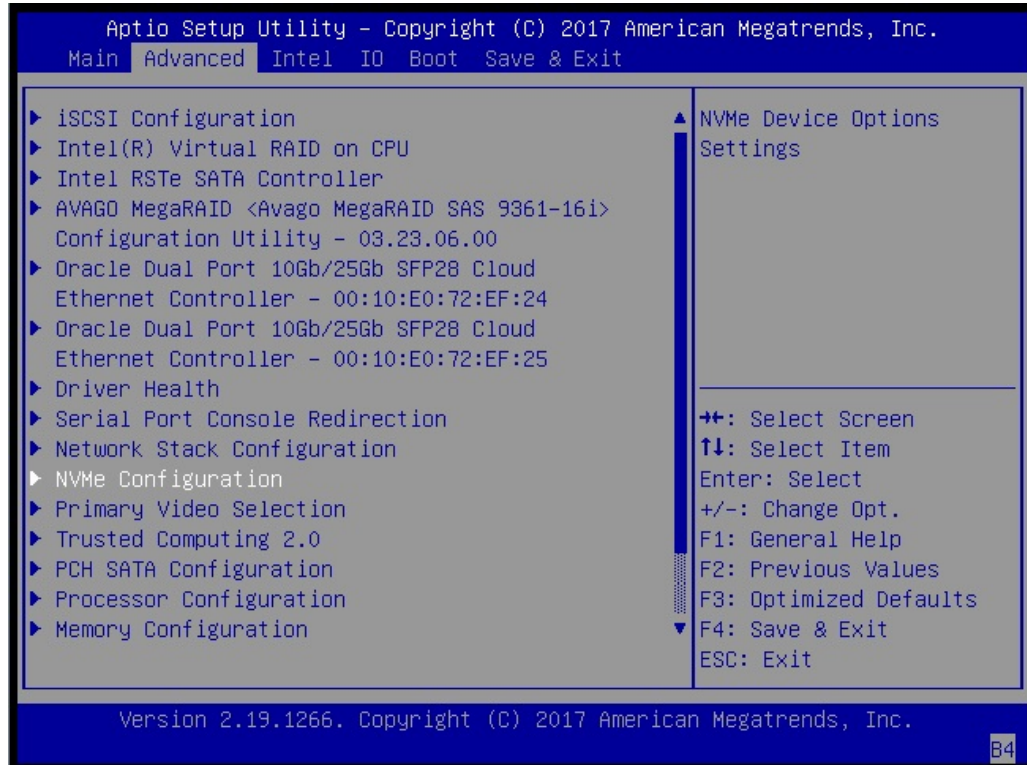 Aptio Setup Utility – Copyright (C) 2017 American Megatrends, Inc.
Main Advanced Intel IO Boot Save & Exit
▶ iSCSI Configuration
▶ Intel(R) Virtual RAID on CPU
▶ Intel RSTe SATA Controller
▶ AVAGO MegaRAID <Avago MegaRAID SAS 9361-16i>
Configuration Utility – 03.23.06.00
▶ Oracle Dual Port 10Gb/25Gb SFP28 Cloud
Ethernet Controller – 00:10:E0:72:EF:24
▶ Oracle Dual Port 10Gb/25Gb SFP28 Cloud
Ethernet Controller – 00:10:E0:72:EF:25
▶ Driver Health
▶ Serial Port Console Redirection
▶ Network Stack Configuration
▶ NVMe Configuration
▶ Primary Video Selection
▶ Trusted Computing 2.0
▶ PCH SATA Configuration
▶ Processor Configuration
▶ Memory Configuration
NVMe Device Options
Settings
→←: Select Screen
↑↓: Select Item
Enter: Select
+/-: Change Opt.
F1: General Help
F2: Previous Values
F3: Optimized Defaults
F4: Save & Exit
ESC: Exit
Version 2.19.1266. Copyright (C) 2017 American Megatrends, Inc.
B4